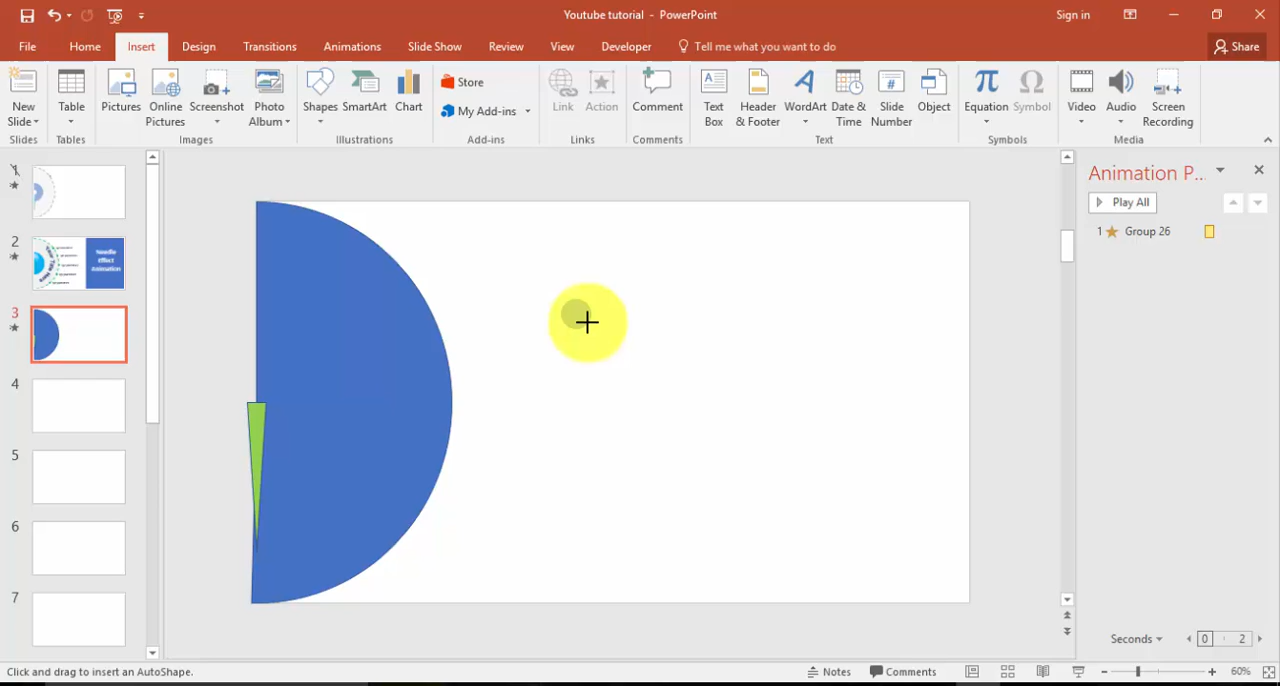 Youtube tutorial - PowerPoint
Sign in
File Home Insert Design Transitions Animations Slide Show Review View Developer Tell me what you want to do Share
New Slide
Table
Pictures
Online Pictures
Screenshot
Photo Album
Shapes
SmartArt
Chart
Store
My Add-ins
Link
Action
Comment
Text Box
Header & Footer
WordArt
Date & Time
Slide Number
Object
Equation
Symbol
Video
Audio
Screen Recording
Slides Tables Images Illustrations Add-ins Links Comments Text Symbols Media
1
2
Needle
Effect
Animation
3
4
5
6
7
Animation P...
Play All
1 Group 26
Seconds 0 2
Click and drag to insert an AutoShape.
Notes Comments 60%